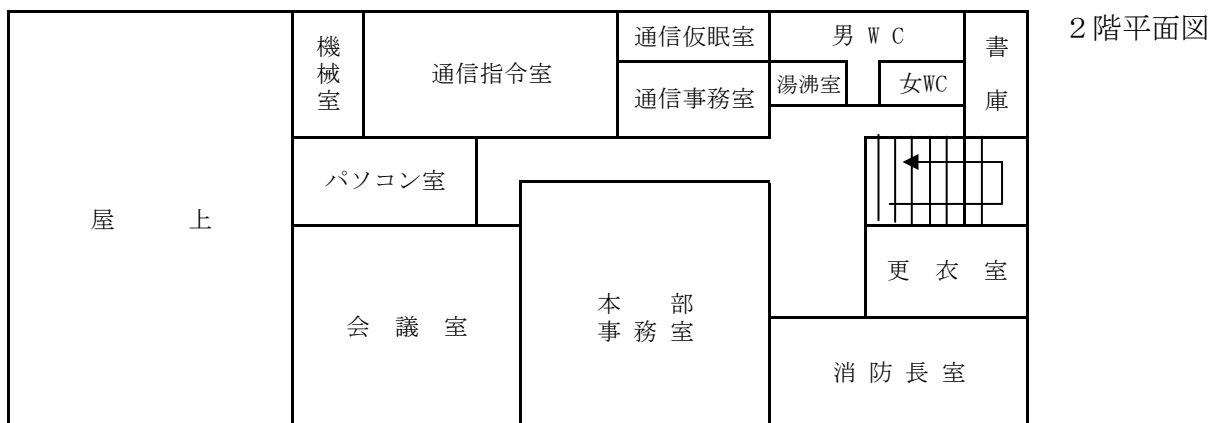 ２階平面図
機械室
通信指令室
通信仮眠室
男 W C
書庫
通信事務室
湯沸室
女WC
パソコン室
屋 上
更 衣 室
会 議 室
本 部
事 務 室
消 防 長 室